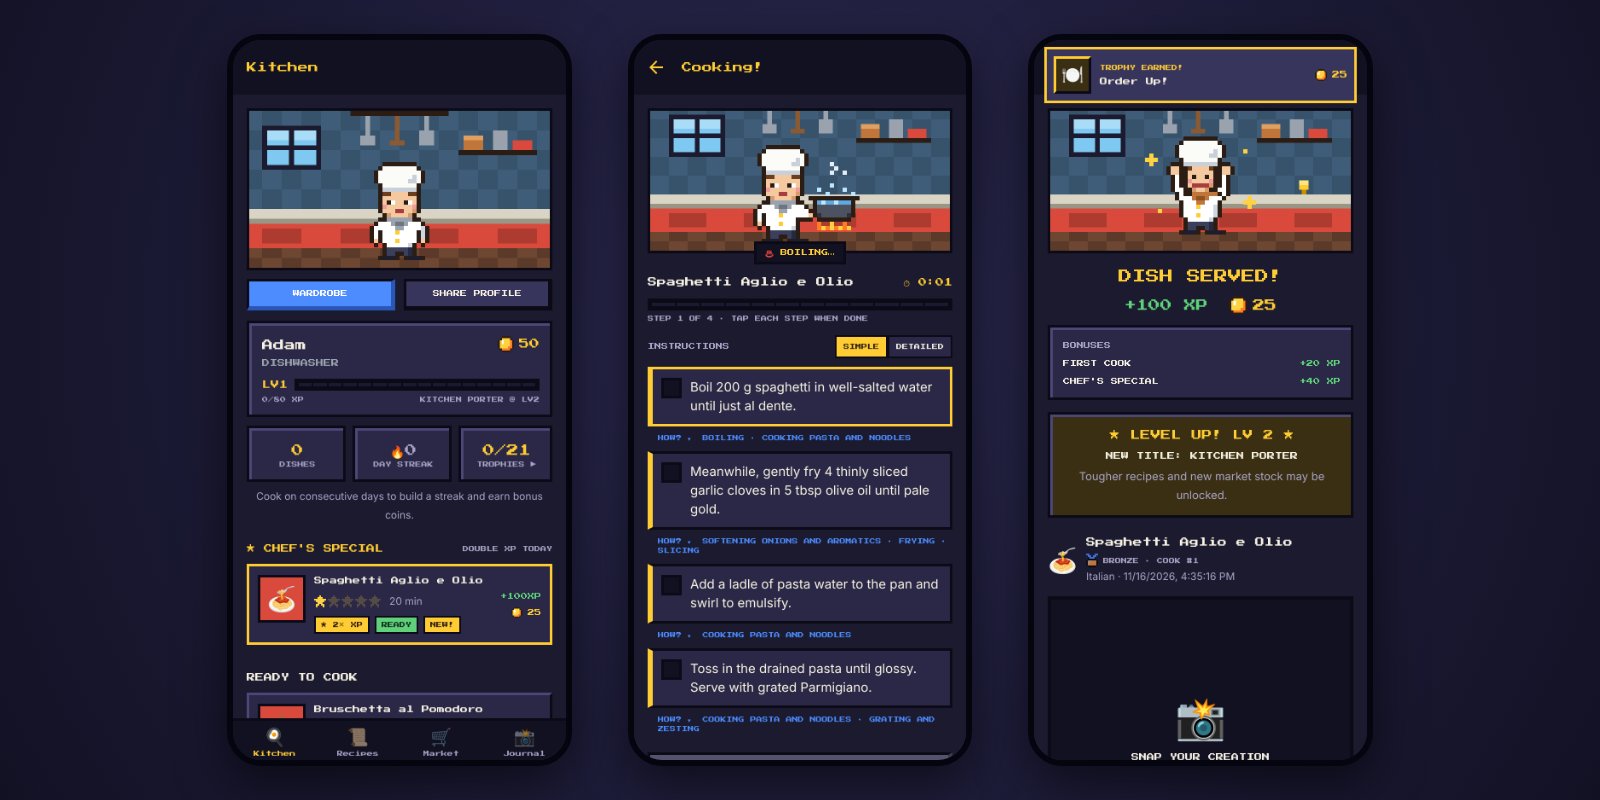 Kitchen
WARDROBE
SHARE PROFILE
Adam
50
DISHWASHER
LV1
0/80 XP
KITCHEN PORTER @ LV2
0
DISHES
0
DAY STREAK
0/21
TROPHIES ▶
Cook on consecutive days to build a streak and earn bonus
coins.
★ CHEF'S SPECIAL
DOUBLE XP TODAY
Spaghetti Aglio e Olio
20 min
+100XP
25
★ 2× XP
READY
NEW!
READY TO COOK
Bruschetta al Pomodoro
Kitchen
Recipes
Market
Journal
← Cooking!
BOILING…
Spaghetti Aglio e Olio
0:01
STEP 1 OF 4 · TAP EACH STEP WHEN DONE
INSTRUCTIONS
SIMPLE
DETAILED
Boil 200 g spaghetti in well-salted water
until just al dente.
HOW? ▾ BOILING · COOKING PASTA AND NOODLES
Meanwhile, gently fry 4 thinly sliced
garlic cloves in 5 tbsp olive oil until pale
gold.
HOW? ▾ SOFTENING ONIONS AND AROMATICS · FRYING ·
SLICING
Add a ladle of pasta water to the pan and
swirl to emulsify.
HOW? ▾ COOKING PASTA AND NOODLES
Toss in the drained pasta until glossy.
Serve with grated Parmigiano.
HOW? ▾ COOKING PASTA AND NOODLES · GRATING AND
ZESTING
TROPHY EARNED!
Order Up!
25
DISH SERVED!
+100 XP
25
BONUSES
FIRST COOK
+20 XP
CHEF'S SPECIAL
+40 XP
★ LEVEL UP! LV 2 ★
NEW TITLE: KITCHEN PORTER
Tougher recipes and new market stock may be
unlocked.
Spaghetti Aglio e Olio
BRONZE · COOK #1
Italian · 11/16/2026, 4:35:16 PM
SNAP YOUR CREATION